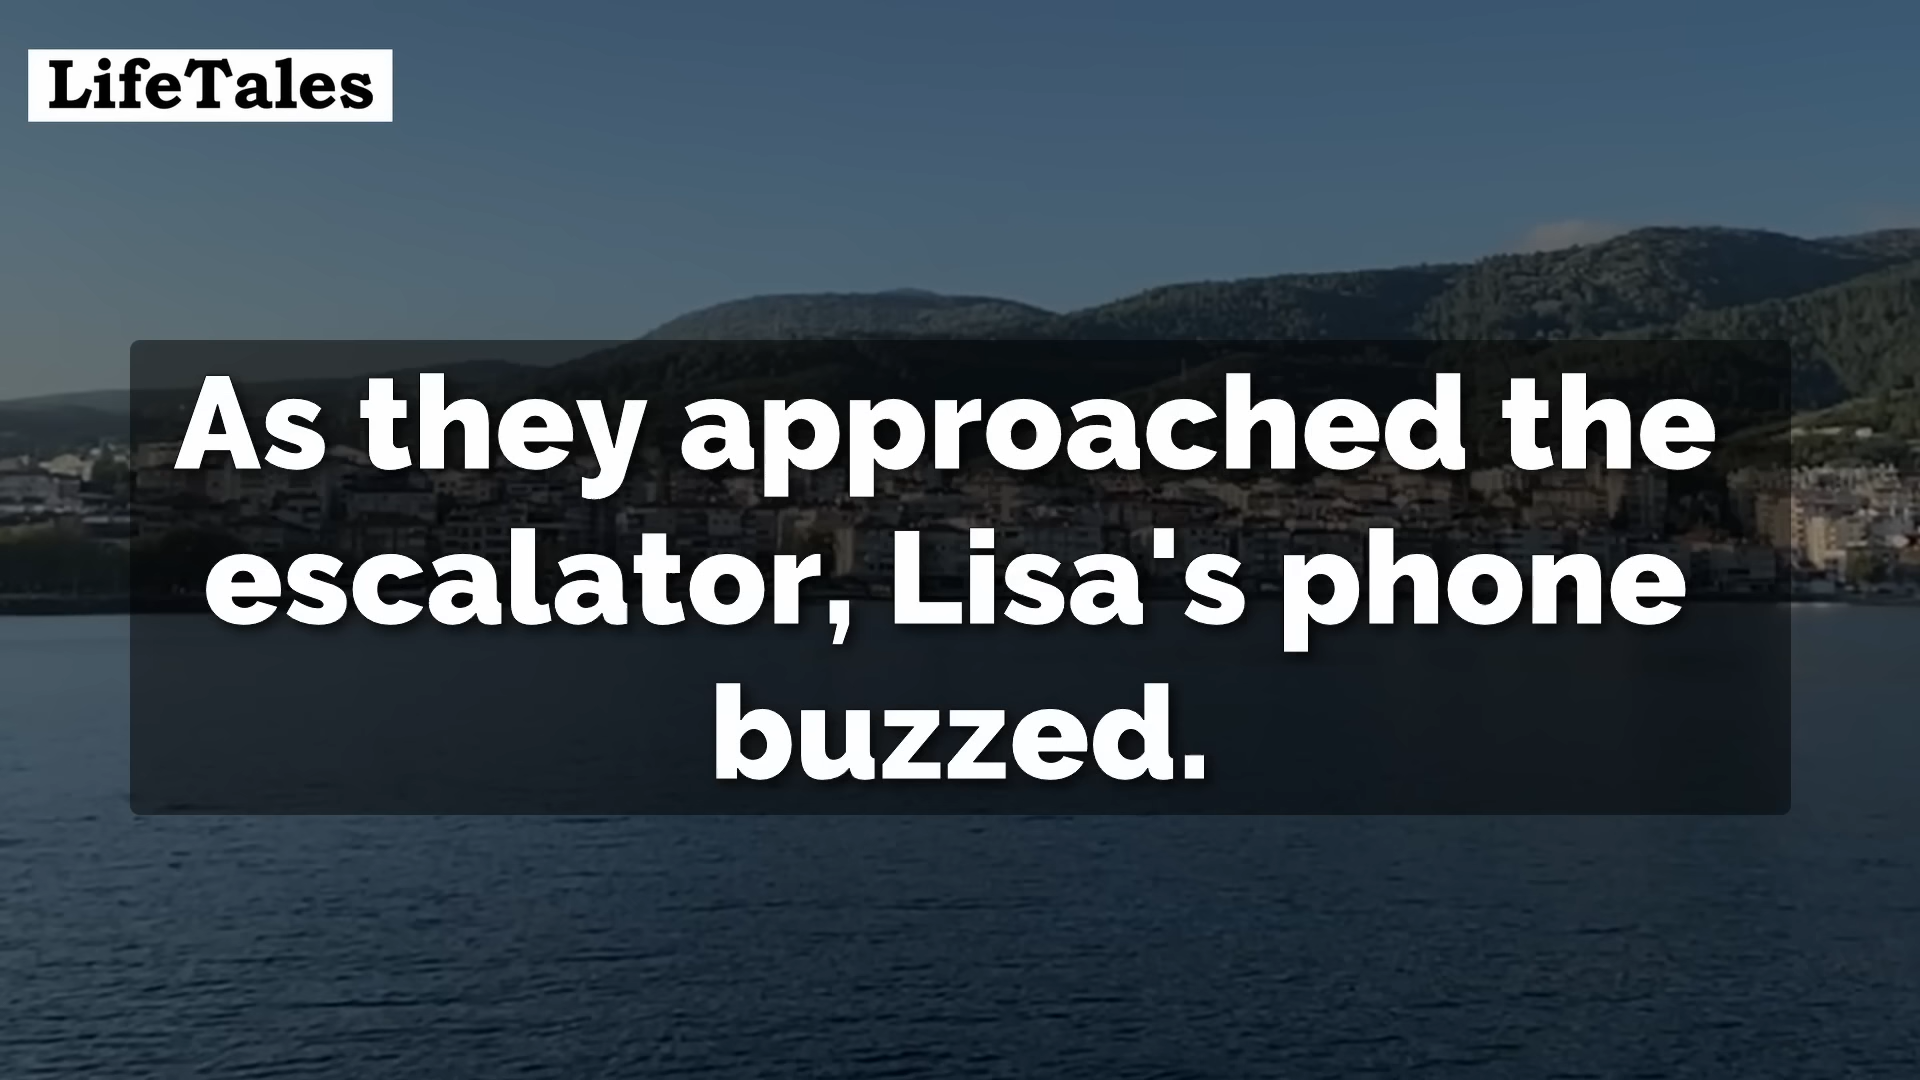 LifeTales
As they approached the
escalator, Lisa's phone
buzzed.